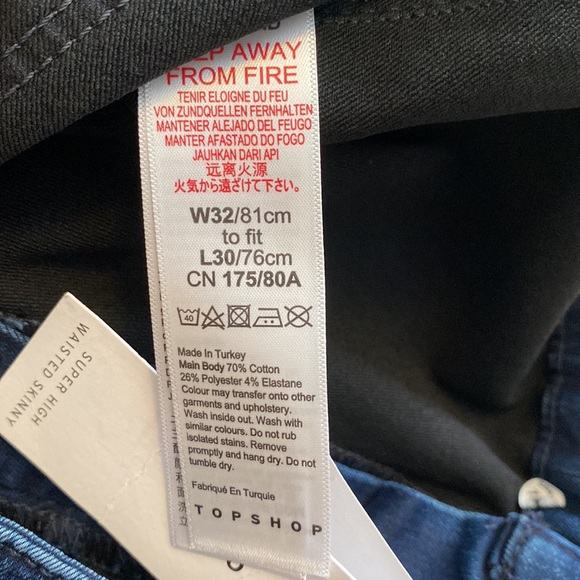 KEEP AWAY
FROM FIRE
TENIR ELOIGNE DU FEU
VON ZUNDQUELLEN FERNHALTEN
MANTENER ALEJADO DEL FEUGO
MANTER AFASTADO DO FOGO
JAUHKAN DARI API
远离火源
火気から遠ざけて下さい。
W32/81cm
to fit
L30/76cm
CN 175/80A
40
Made In Turkey
Main Body 70% Cotton
26% Polyester 4% Elastane
Colour may transfer onto other
garments and upholstery.
Wash inside out. Wash with
similar colours. Do not rub
isolated stains. Remove
promptly and hang dry. Do not
tumble dry.
Fabriqué En Turquie
TOPSHOP
SUPER HIGH
WAISTED SKINNY